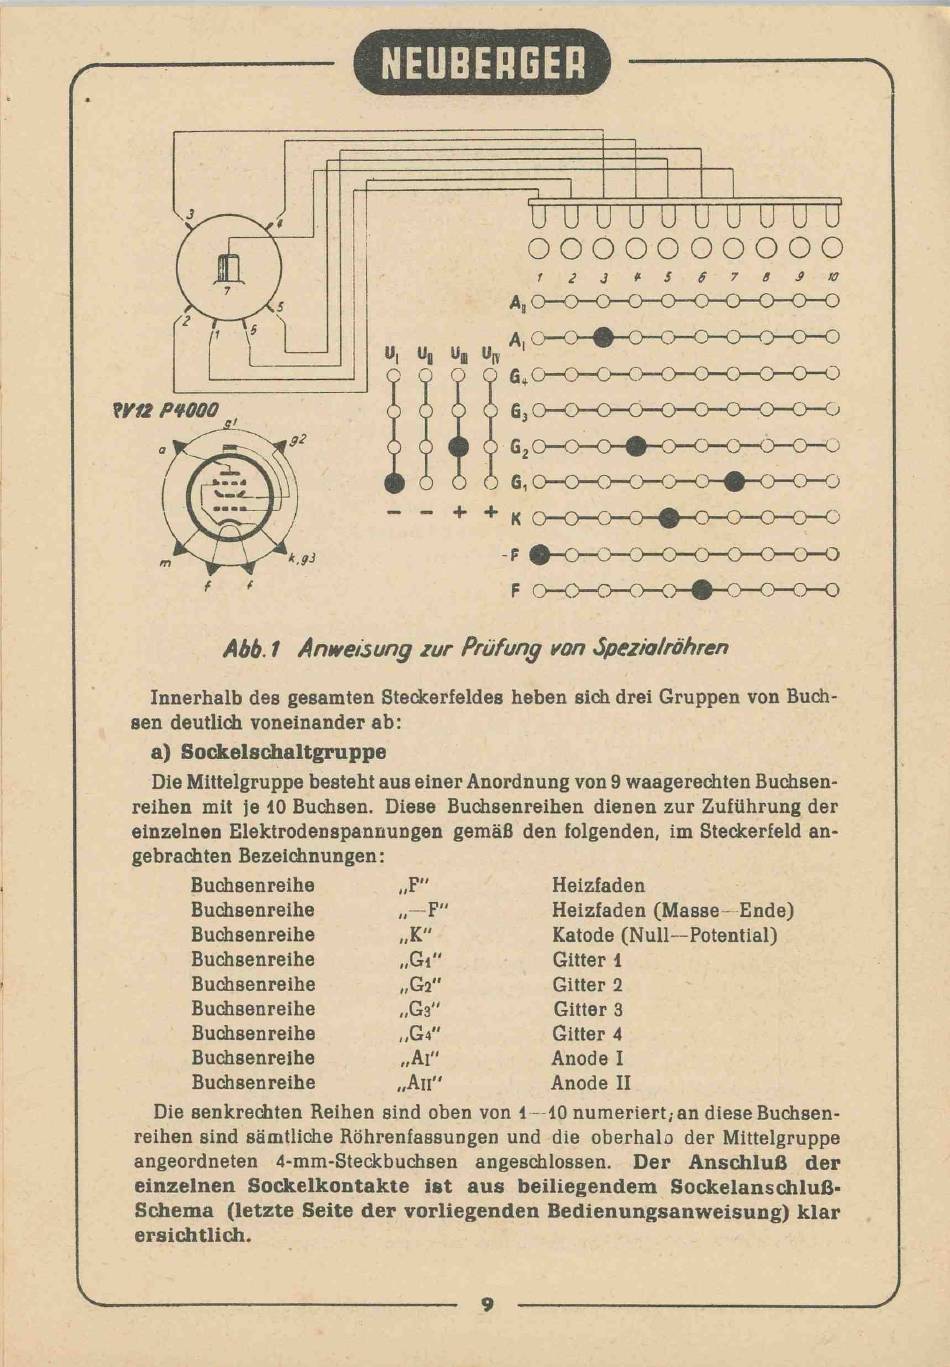 NEUBERGER
3
4
7
2
1
6
5
1 2 3 4 5 6 7 8 9 10
A II
A I
U I U II U III U IV
G4
G3
G2
G1
− − + + K
-F
F
RV12 P4000
g1
a
g2
m
k,g3
f f
Abb. 1 Anweisung zur Prüfung von Spezialröhren
Innerhalb des gesamten Steckerfeldes heben sich drei Gruppen von Buch-
sen deutlich voneinander ab:
a) Sockelschaltgruppe
Die Mittelgruppe besteht aus einer Anordnung von 9 waagerechten Buchsen-
reihen mit je 10 Buchsen. Diese Buchsenreihen dienen zur Zuführung der
einzelnen Elektrodenspannungen gemäß den folgenden, im Steckerfeld an-
gebrachten Bezeichnungen:
Buchsenreihe „F" Heizfaden
Buchsenreihe „—F" Heizfaden (Masse—Ende)
Buchsenreihe „K" Katode (Null—Potential)
Buchsenreihe „G1" Gitter 1
Buchsenreihe „G2" Gitter 2
Buchsenreihe „G3" Gitter 3
Buchsenreihe „G4" Gitter 4
Buchsenreihe „AI" Anode I
Buchsenreihe „AII" Anode II
Die senkrechten Reihen sind oben von 1—10 numeriert; an diese Buchsen-
reihen sind sämtliche Röhrenfassungen und die oberhalb der Mittelgruppe
angeordneten 4-mm-Steckbuchsen angeschlossen. Der Anschluß der
einzelnen Sockelkontakte ist aus beiliegendem Sockelanschluß-
Schema (letzte Seite der vorliegenden Bedienungsanweisung) klar
ersichtlich.
9